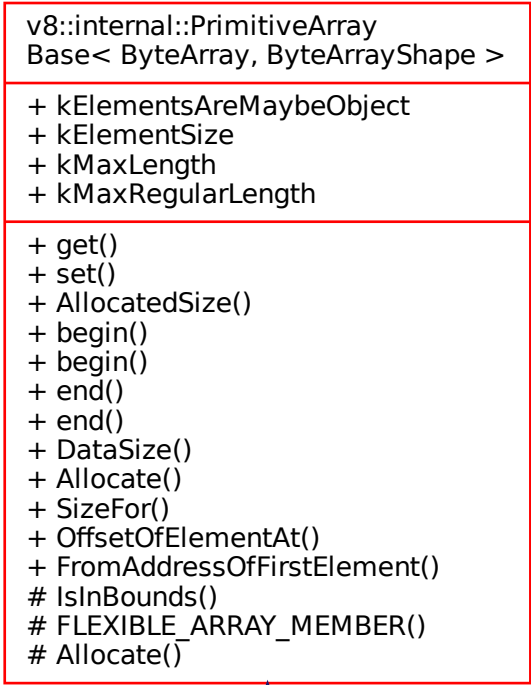 v8::internal::PrimitiveArray
Base< ByteArray, ByteArrayShape >
+ kElementsAreMaybeObject
+ kElementSize
+ kMaxLength
+ kMaxRegularLength
+ get()
+ set()
+ AllocatedSize()
+ begin()
+ begin()
+ end()
+ end()
+ DataSize()
+ Allocate()
+ SizeFor()
+ OffsetOfElementAt()
+ FromAddressOfFirstElement()
# IsInBounds()
# FLEXIBLE_ARRAY_MEMBER()
# Allocate()